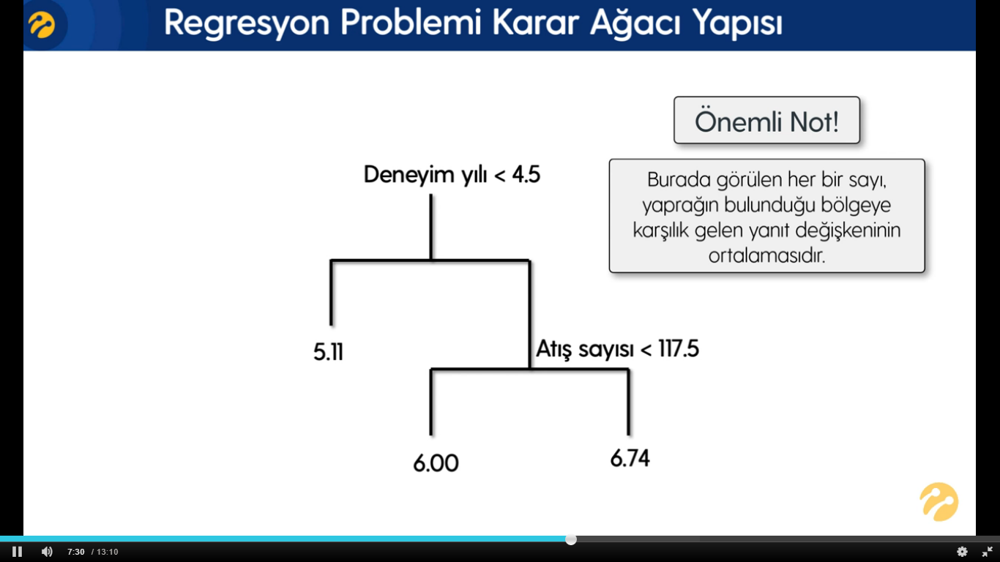 Regresyon Problemi Karar Ağacı Yapısı
Önemli Not!
Burada görülen her bir sayı,
yaprağın bulunduğu bölgeye
karşılık gelen yanıt değişkeninin
ortalamasıdır.
Deneyim yılı < 4.5
5.11
Atış sayısı < 117.5
6.00
6.74
7:30 / 13:10